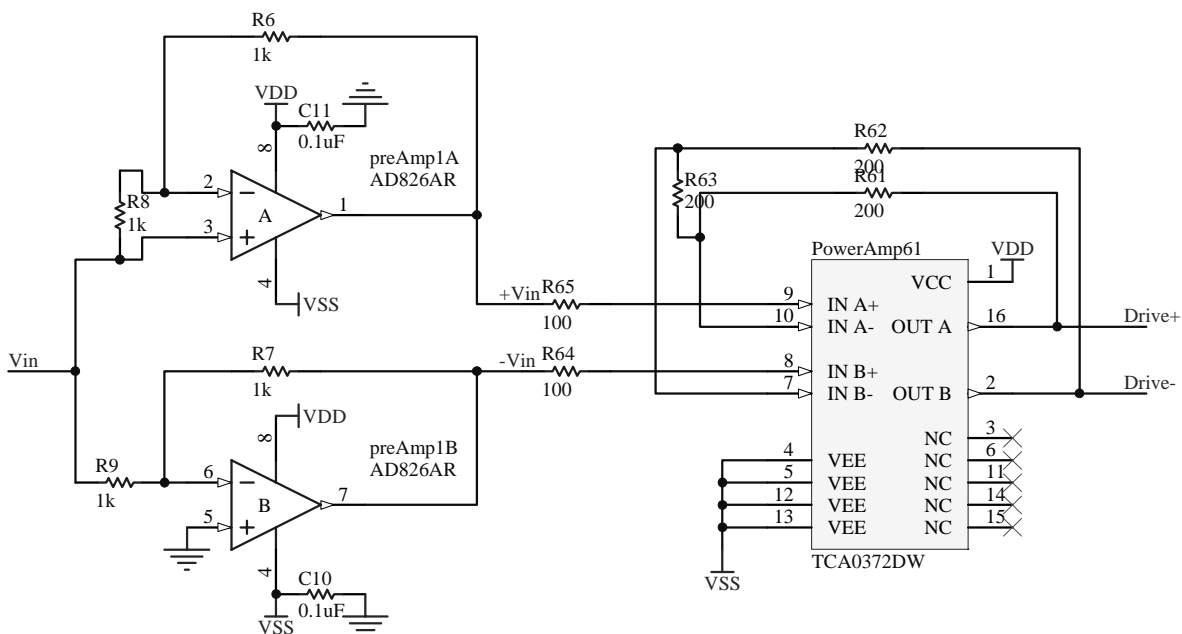 R6
1k
VDD
C11
0.1uF
8
preAmp1A
AD826AR
R8
1k
2
3
A
1
4
VSS
R62
200
R63
200
R61
200
PowerAmp61
VDD
VCC
1
+Vin
R65
100
9
IN A+
10
IN A-
OUT A
16
Drive+
Vin
R7
1k
-Vin
R64
100
8
IN B+
7
IN B-
OUT B
2
Drive-
VDD
8
preAmp1B
AD826AR
R9
1k
6
5
B
7
4
C10
0.1uF
VSS
NC
3
4
VEE
NC
6
5
VEE
NC
11
12
VEE
NC
14
13
VEE
NC
15
VSS
TCA0372DW